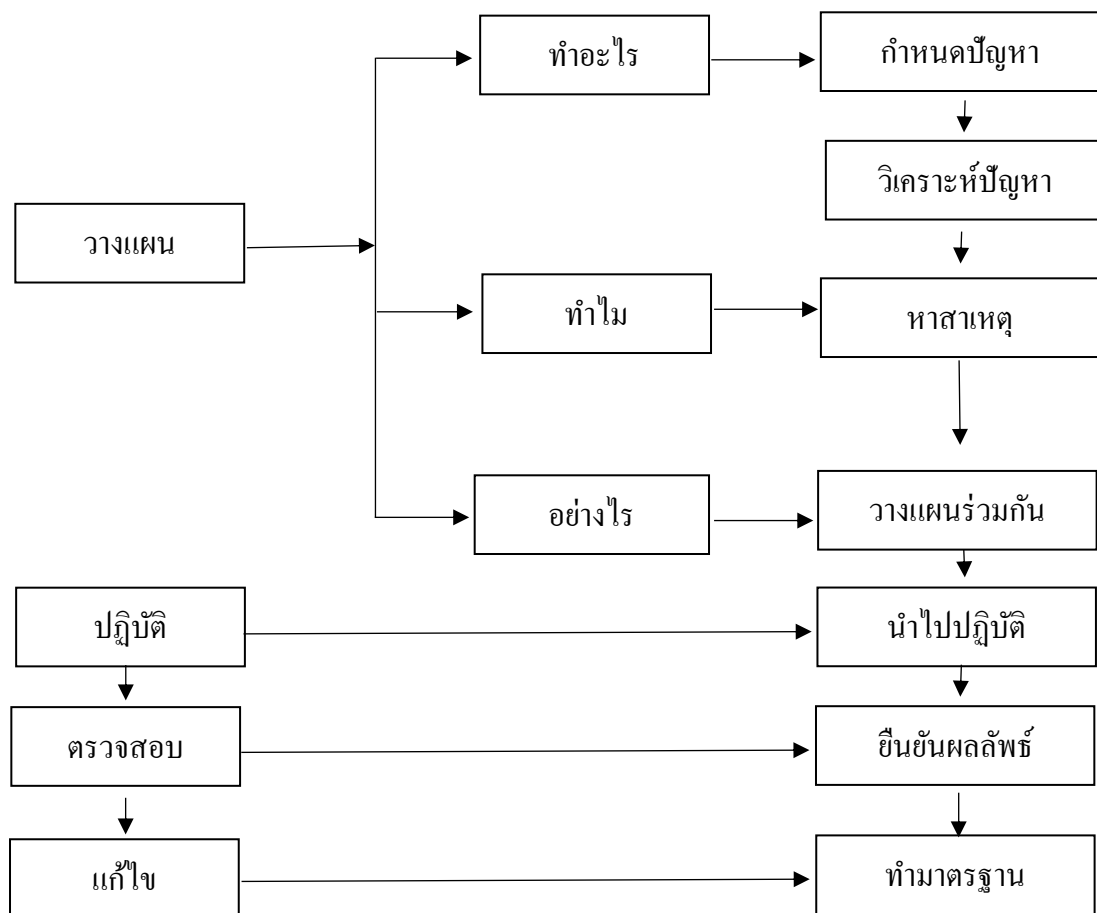 ทำอะไร
กำหนดปัญหา
วิเคราะห์ปัญหา
วางแผน
ทำไม
หาสาเหตุ
อย่างไร
วางแผนร่วมกัน
ปฏิบัติ
นำไปปฏิบัติ
ตรวจสอบ
ยืนยันผลลัพธ์
แก้ไข
ทำมาตรฐาน